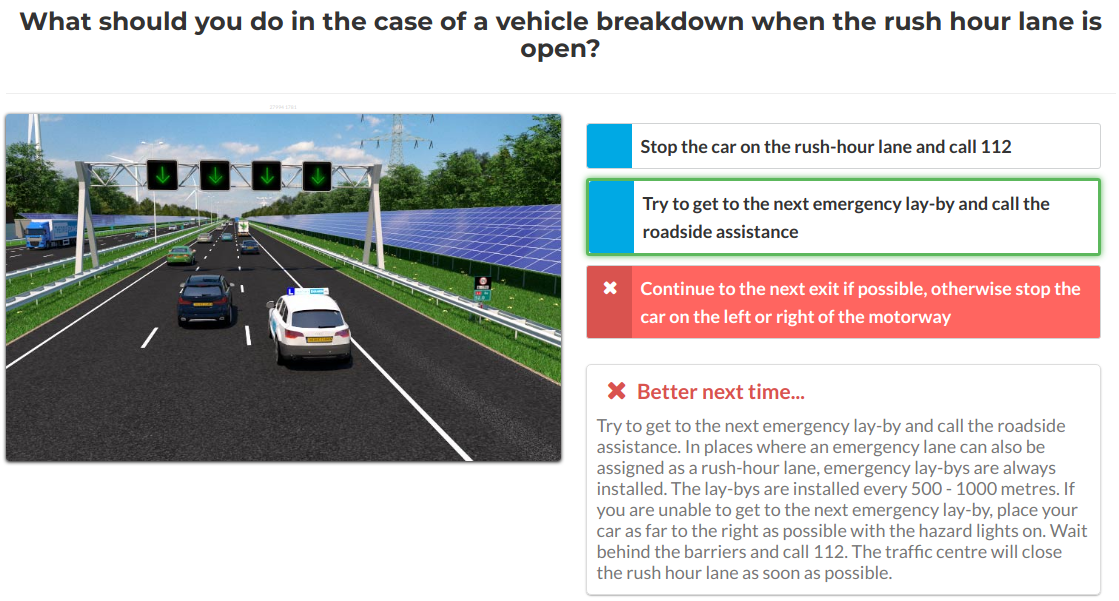 What should you do in the case of a vehicle breakdown when the rush hour lane is
open?
Stop the car on the rush-hour lane and call 112
Try to get to the next emergency lay-by and call the
roadside assistance
Continue to the next exit if possible, otherwise stop the
car on the left or right of the motorway
Better next time...
Try to get to the next emergency lay-by and call the roadside
assistance. In places where an emergency lane can also be
assigned as a rush-hour lane, emergency lay-bys are always
installed. The lay-bys are installed every 500 - 1000 metres. If
you are unable to get to the next emergency lay-by, place your
car as far to the right as possible with the hazard lights on. Wait
behind the barriers and call 112. The traffic centre will close
the rush hour lane as soon as possible.
L